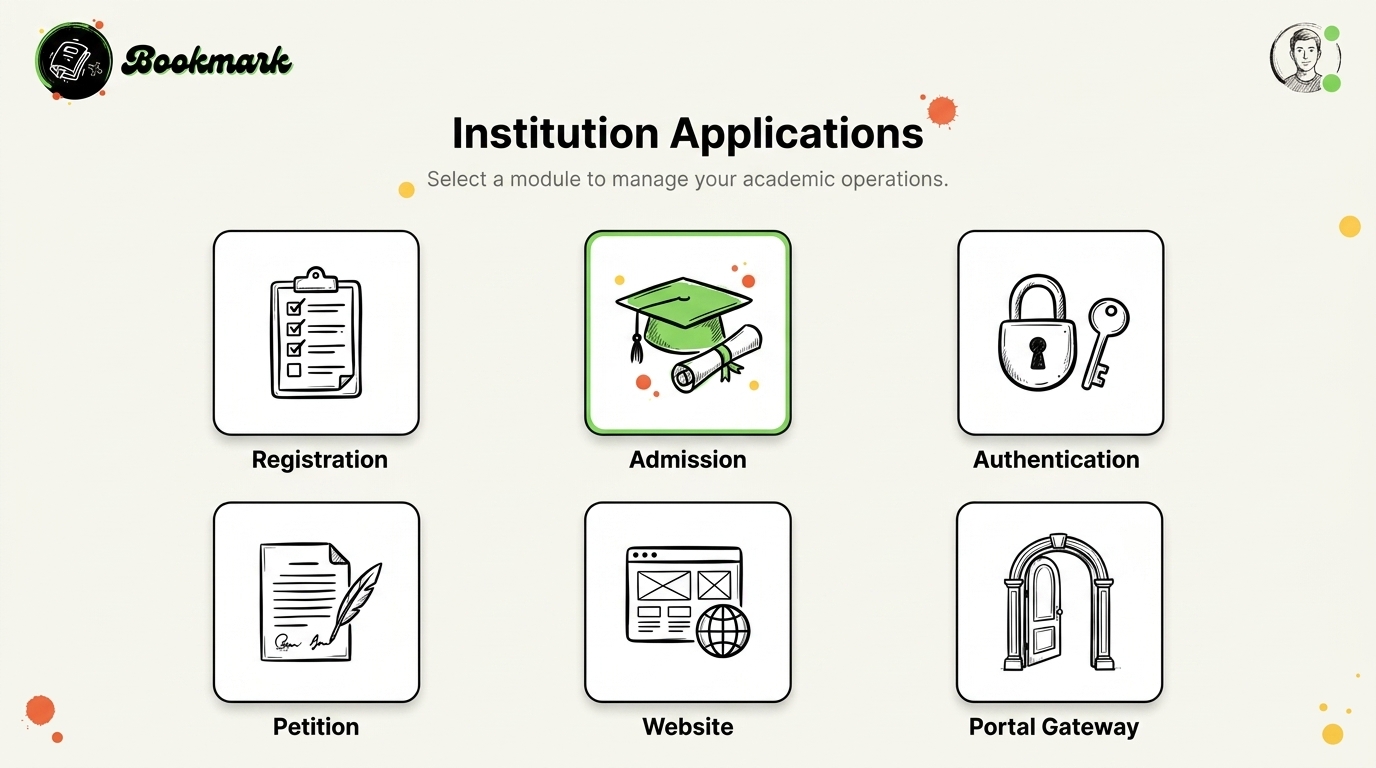 Bookmark
Institution Applications
Select a module to manage your academic operations.
Registration
Admission
Authentication
Petition
Website
Portal Gateway